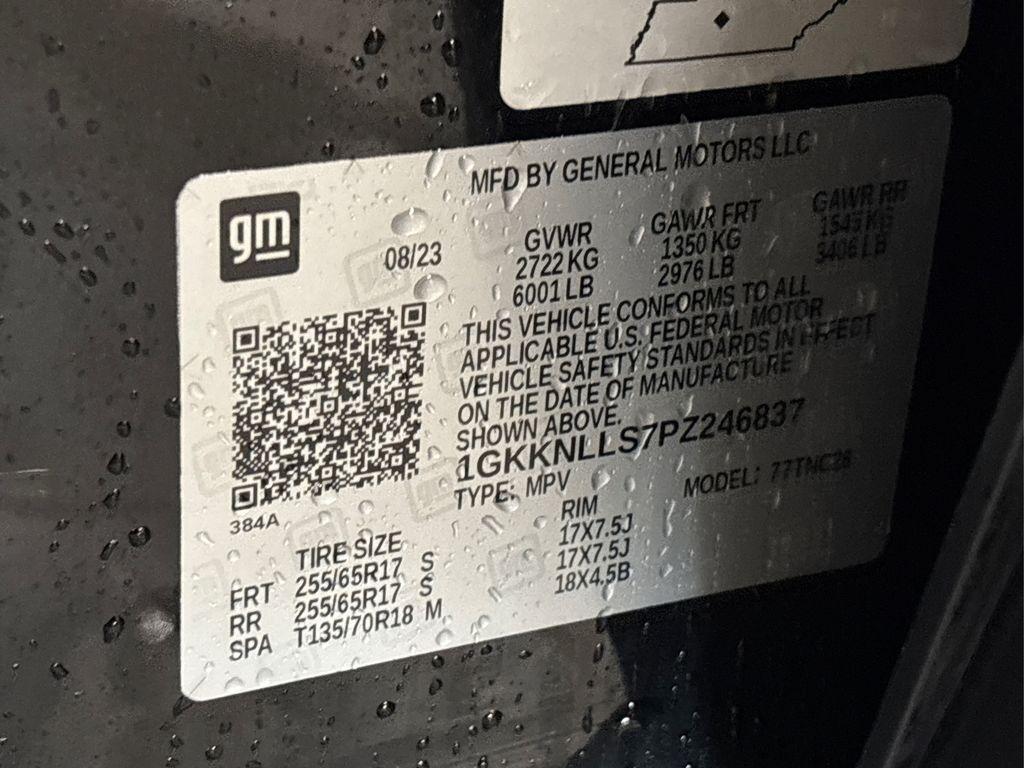 MFD BY GENERAL MOTORS LLC
gm
08/23
GVWR GAWR FRT GAWR RR
2722 KG 1350 KG 1545 KG
6001 LB 2976 LB 3406 LB
THIS VEHICLE CONFORMS TO ALL
APPLICABLE U.S. FEDERAL MOTOR
VEHICLE SAFETY STANDARDS IN EFFECT
ON THE DATE OF MANUFACTURE
SHOWN ABOVE.
1GKKNLLS7PZ246837
TYPE: MPV MODEL: 77TNC26
384A
TIRE SIZE RIM
FRT 255/65R17 S 17X7.5J
RR 255/65R17 S 17X7.5J
SPA T135/70R18 M 18X4.5B